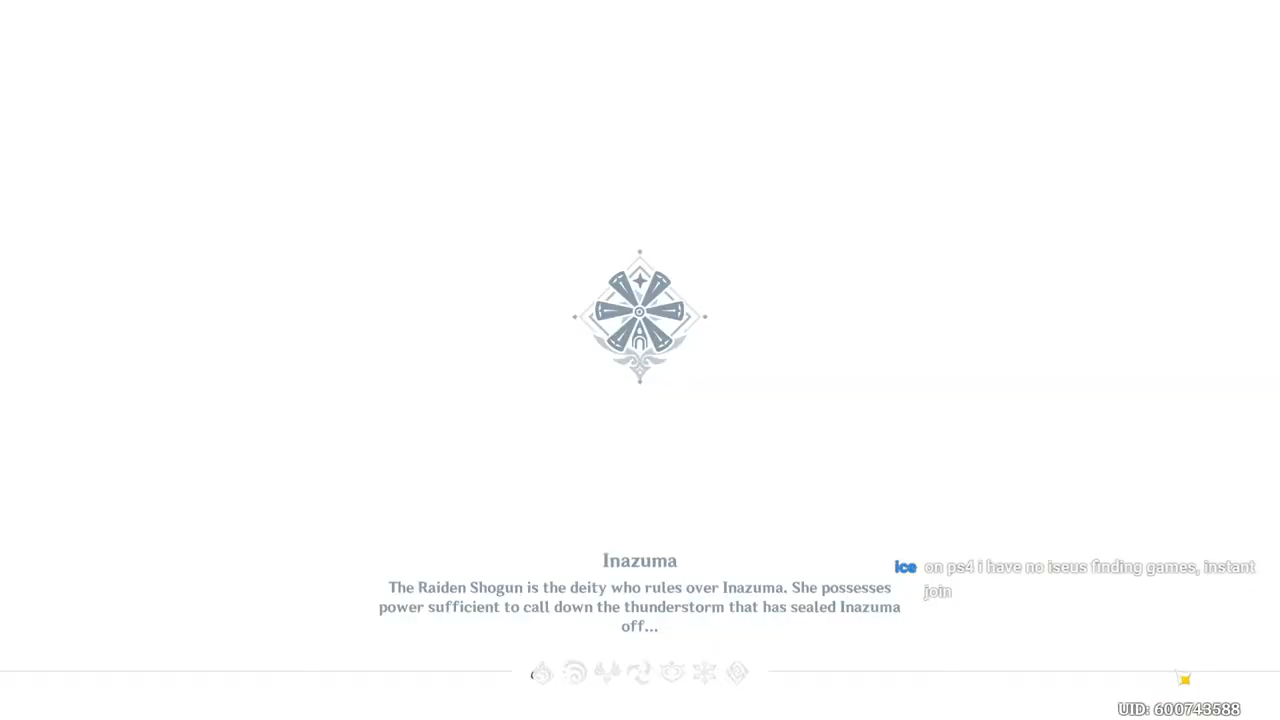 Inazuma
The Raiden Shogun is the deity who rules over Inazuma. She possesses
power sufficient to call down the thunderstorm that has sealed Inazuma
off...
ice on ps4 i have no iseus finding games, instant
join
UID: 600743588